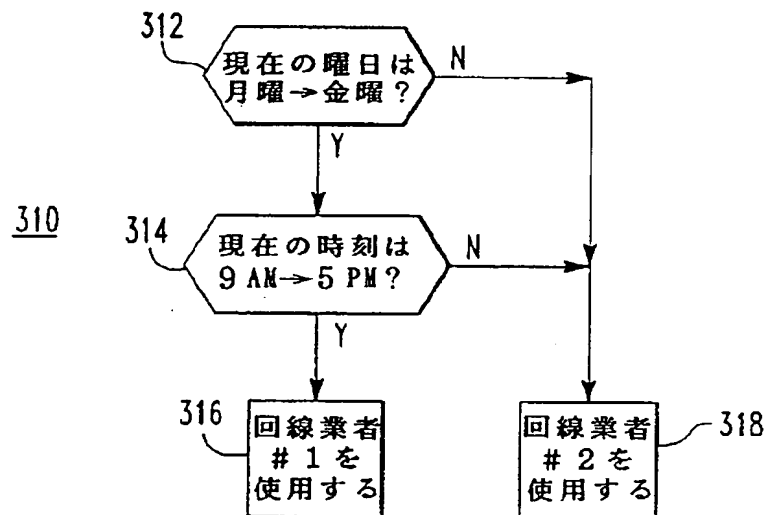 312
現在の曜日は
月曜→金曜?
N
Y
310
314
現在の時刻は
9 AM→5 PM?
N
Y
316
回線業者
#1を
使用する
回線業者
#2を
使用する
318